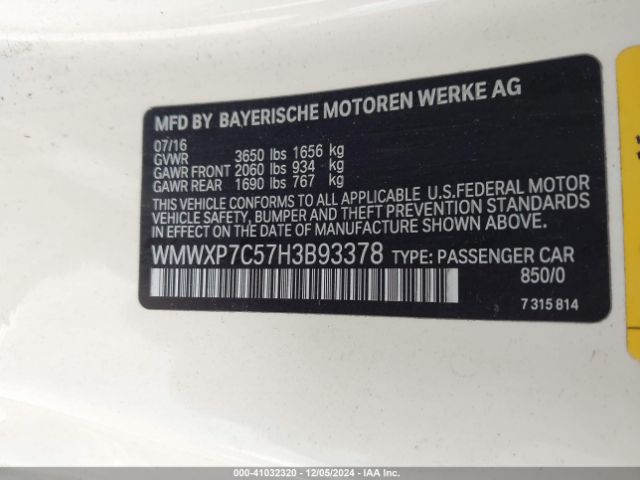 MFD BY BAYERISCHE MOTOREN WERKE AG
07/16
GVWR 3650 lbs 1656 kg
GAWR FRONT 2060 lbs 934 kg
GAWR REAR 1690 lbs 767 kg
THIS VEHICLE CONFORMS TO ALL APPLICABLE U.S.FEDERAL MOTOR
VEHICLE SAFETY, BUMPER AND THEFT PREVENTION STANDARDS
IN EFFECT ON THE DATE OF MANUFACTURE SHOWN ABOVE.
WMWXP7C57H3B93378 TYPE: PASSENGER CAR
850/0
7 315 814
000-41032320 - 12/05/2024 - IAA Inc.